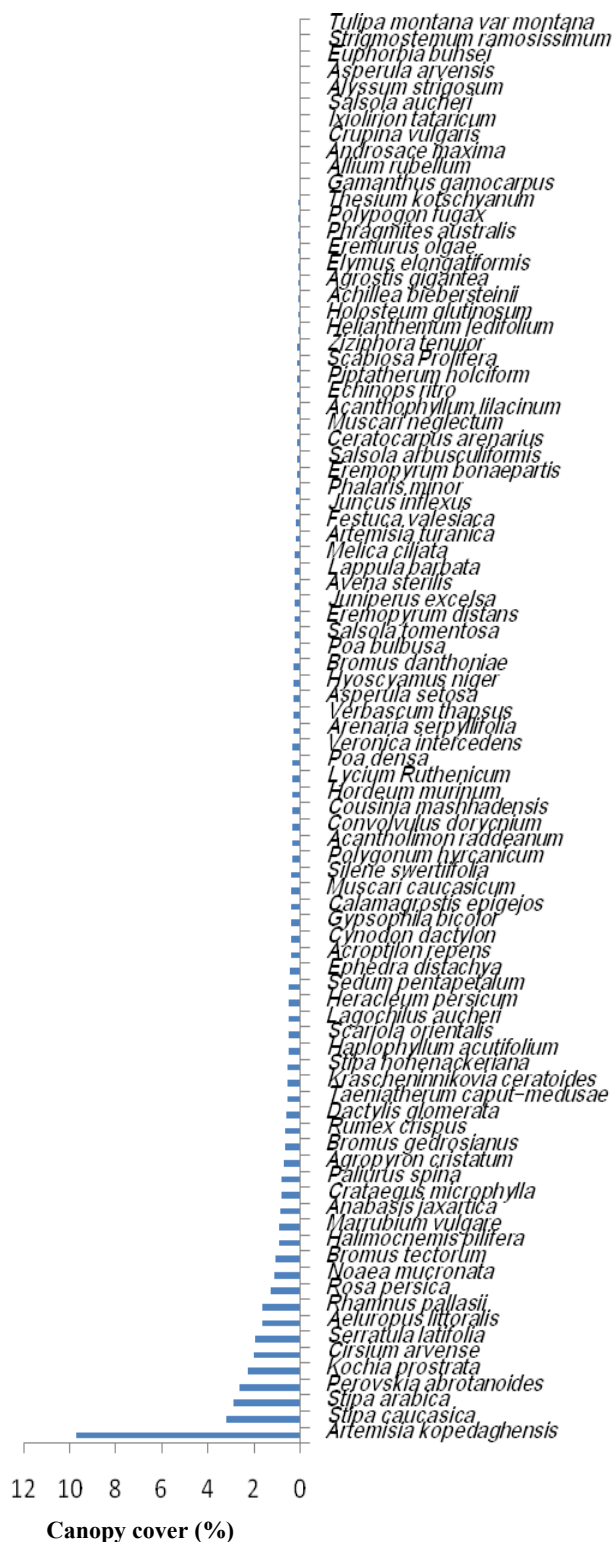 Tulipa montana var montana
Strigmostemum ramosissimum
Euphorbia buhsei
Asperula arvensis
Alyssum strigosum
Salsola aucheri
Ixiolirion tataricum
Crupina vulgaris
Androsace maxima
Allium rubellum
Gamanthus gamocarpus
Thesium kotschyanum
Polypogon fugax
Phragmites australis
Eremurus olgae
Elymus elongatiformis
Agrostis gigantea
Achillea biebersteinii
Holosteum glutinosum
Helianthemum ledifolium
Ziziphora tenuior
Scabiosa Prolifera
Piptatherum holciform
Echinops ritro
Acanthophyllum lilacinum
Muscari neglectum
Ceratocarpus arenarius
Salsola arbusculiformis
Eremopyrum bonaepartis
Phalaris minor
Juncus inflexus
Festuca valesiaca
Artemisia turanica
Melica ciliata
Lappula barbata
Avena sterilis
Juniperus excelsa
Eremopyrum distans
Salsola tomentosa
Poa bulbusa
Bromus danthoniae
Hyoscyamus niger
Asperula setosa
Verbascum thapsus
Arenaria serpyllifolia
Veronica intercedens
Poa densa
Lycium Ruthenicum
Hordeum murinum
Cousinia mashhadensis
Convolvulus dorycnium
Acantholimon raddeanum
Polygonum hyrcanicum
Silene swertiifolia
Muscari caucasicum
Calamagrostis epigejos
Gypsophila bicolor
Cynodon dactylon
Acroptilon repens
Ephedra distachya
Sedum pentapetalum
Heracleum persicum
Lagochilus aucheri
Scariola orientalis
Haplophyllum acutifolium
Stipa hohenackeriana
Krascheninnikovia ceratoides
Taeniatherum caput-medusae
Dactylis glomerata
Rumex crispus
Bromus gedrosianus
Agropyron cristatum
Paliurus spina
Crataegus microphylla
Anabasis jaxartica
Marrubium vulgare
Halimocnemis pilifera
Bromus tectorum
Noaea mucronata
Rosa persica
Rhamnus pallasii
Aeluropus littoralis
Serratula latifolia
Cirsium arvense
Kochia prostrata
Perovskia abrotanoides
Stipa arabica
Stipa caucasica
Artemisia kopedaghensis
12 10 8 6 4 2 0
Canopy cover (%)